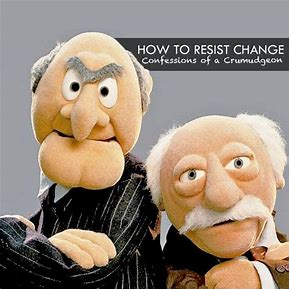 HOW TO RESIST CHANGE
Confessions of a Crumudgeon